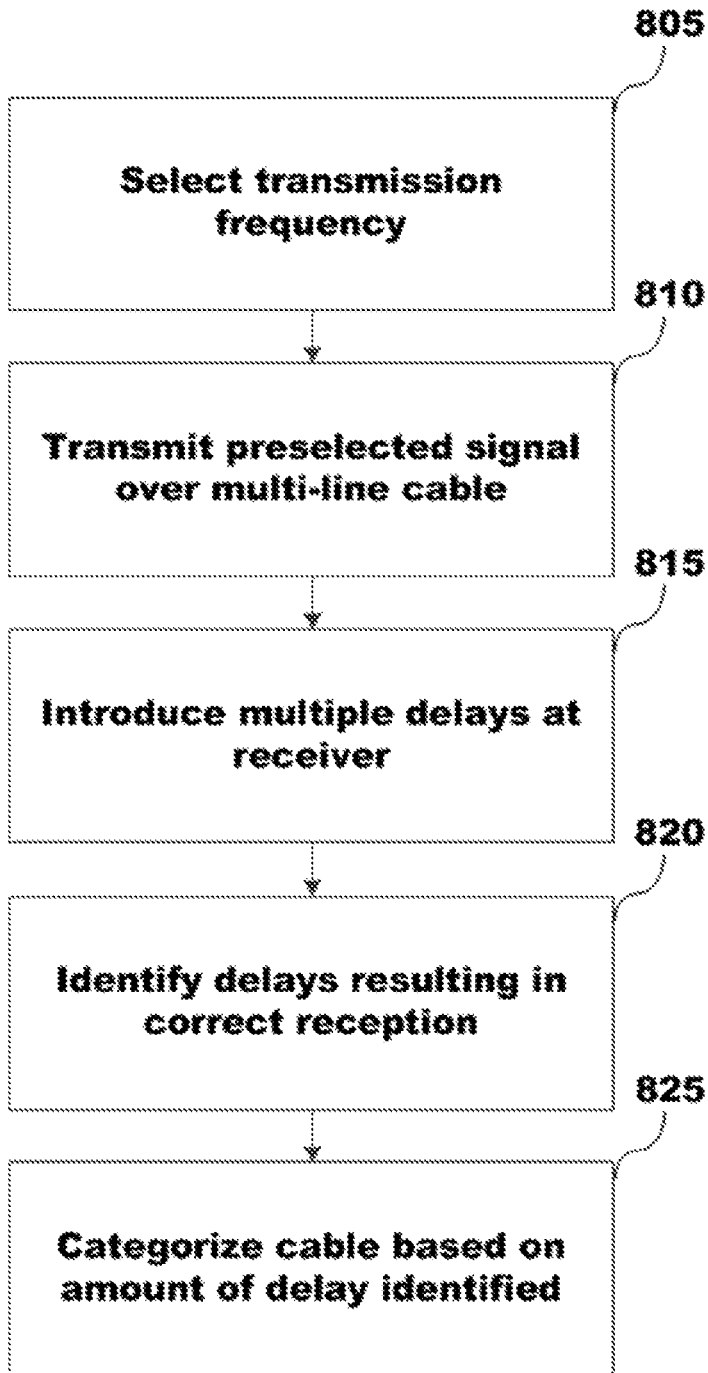 805
Select transmission
frequency
810
Transmit preselected signal
over multi-line cable
815
Introduce multiple delays at
receiver
820
Identify delays resulting in
correct reception
825
Categorize cable based on
amount of delay identified